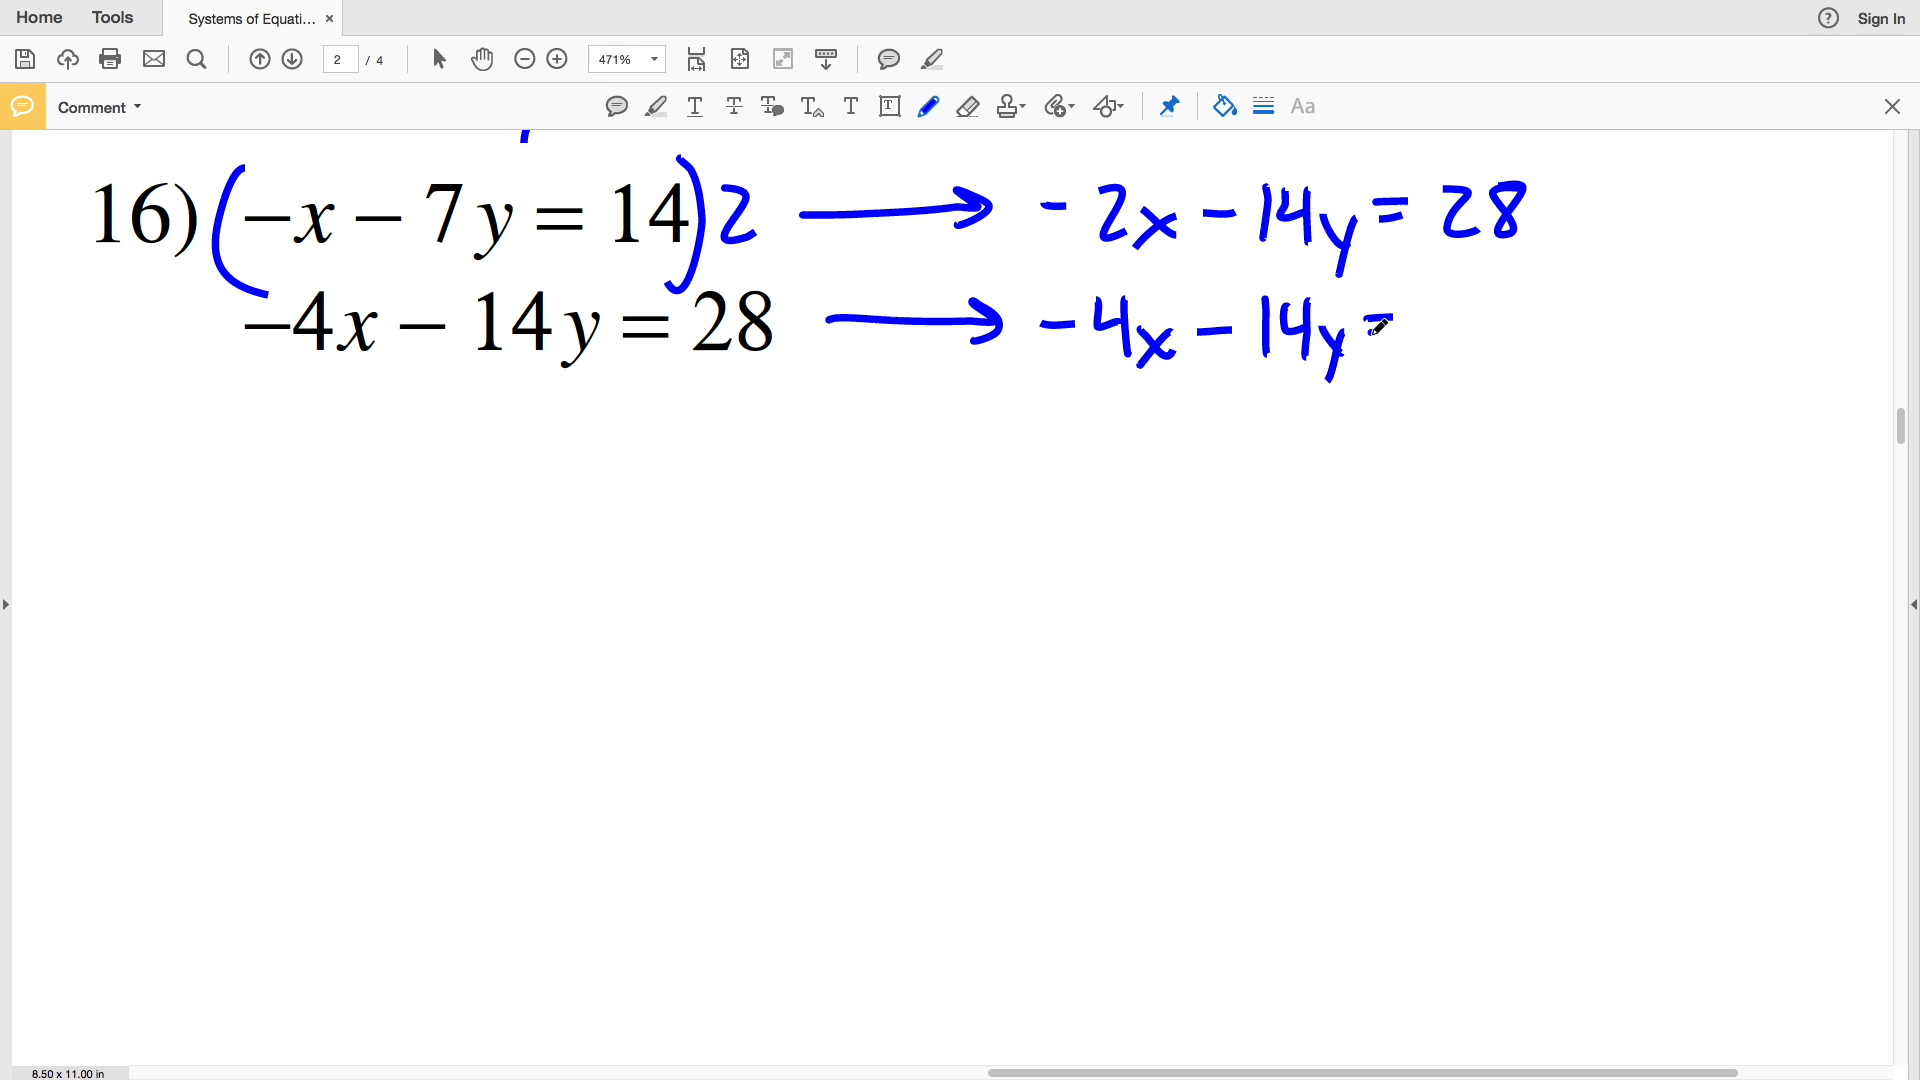 Home Tools Systems of Equati... × ? Sign In
2 / 4 471%
Comment Aa
16) (−x − 7y = 14) 2 → - 2x - 14y = 28
−4x − 14y = 28 → - 4x - 14y =
8.50 x 11.00 in